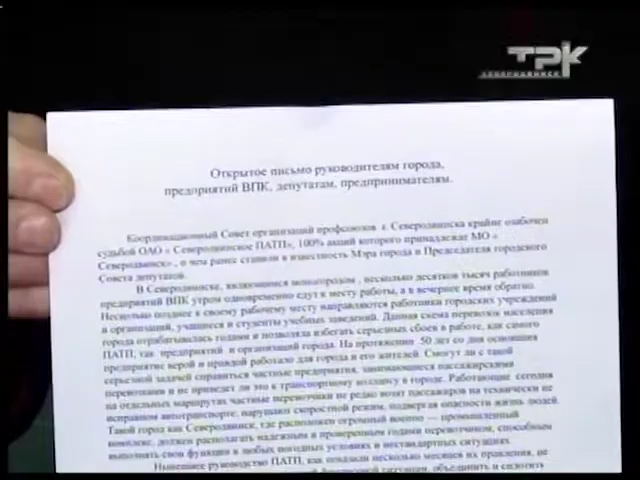 ТРК
СЕВЕРОДВИНСК
Открытое письмо руководителям города,
предприятий ВПК, депутатам, предпринимателям.
Координационный Совет организаций профсоюзов г. Северодвинска крайне озабочен
судьбой ОАО « Северодвинское ПАТП», 100% акций которого принадлежат МО «
Северодвинск» , о чем ранее ставили в известность Мэра города и Председателя городского
Совета депутатов.
В Северодвинске, являющимся моногородом , несколько десятков тысяч работников
предприятий ВПК утром одновременно едут к месту работы, а в вечернее время обратно.
Несколько позднее к своему рабочему месту направляются работники городских учреждений
и организаций, учащиеся и студенты учебных заведений. Данная схема перевозок населения
города отрабатывалась годами и позволяла избегать серьезных сбоев в работе, как самого
ПАТП, так предприятий и организаций города. На протяжении 50 лет со дня основания
предприятие верой и правдой работало для города и его жителей. Смогут ли с такой
серьезной задачей справиться частные предприятия, занимающиеся пассажирскими
перевозками и не приведет ли это к транспортному коллапсу в городе. Работающие сегодня
на отдельных маршрутах частные перевозчики не редко возят пассажиров на технически не
исправном автотранспорте, нарушают скоростной режим, подвергая опасности жизнь людей.
Такой город как Северодвинск, где расположен огромный военно – промышленный
комплекс, должен располагать надежным и проверенным годами перевозчиком, способным
выполнять свои функции в любых погодных условиях и нестандартных ситуациях.
Нынешнее руководство ПАТП, как показали несколько месяцев их правления, не
финансовой ситуации, объединить и сплотить